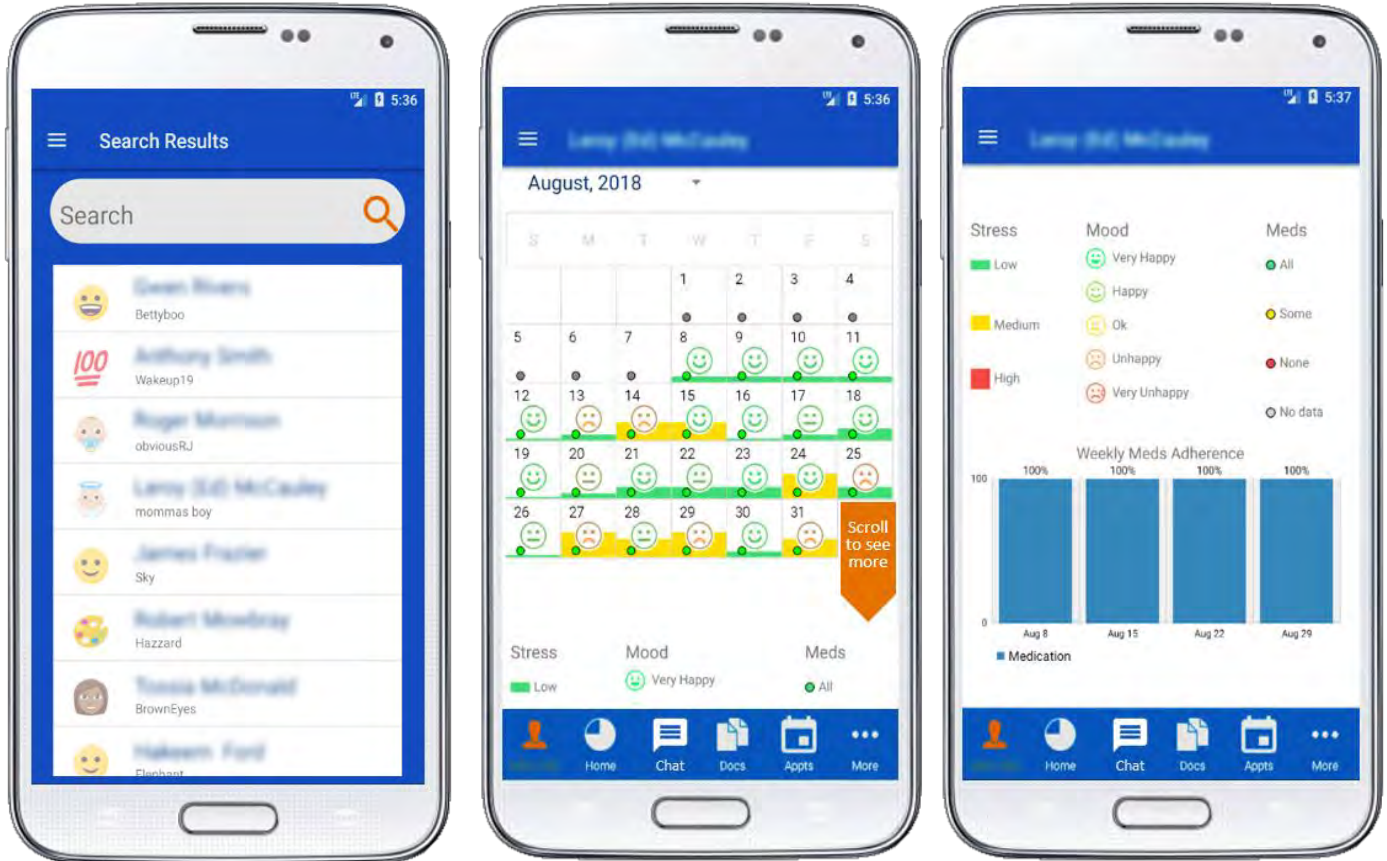 LTE 5:36
Search Results
Search
Bettyboo
100
Wakeup19
obviousRJ
mommas boy
Sky
Hazzard
BrownEyes
Elephant
LTE 5:36
August, 2018
S M T W T F S
1 2 3 4
5 6 7 8 9 10 11
12 13 14 15 16 17 18
19 20 21 22 23 24 25
26 27 28 29 30 31
Scroll
to see
more
Stress Mood Meds
Low Very Happy All
Home Chat Docs Appts More
LTE 5:37
Stress Mood Meds
Low Very Happy All
Happy
Medium Ok Some
Unhappy None
High Very Unhappy
No data
Weekly Meds Adherence
100% 100% 100% 100%
100
0
Aug 8 Aug 15 Aug 22 Aug 29
Medication
Home Chat Docs Appts More